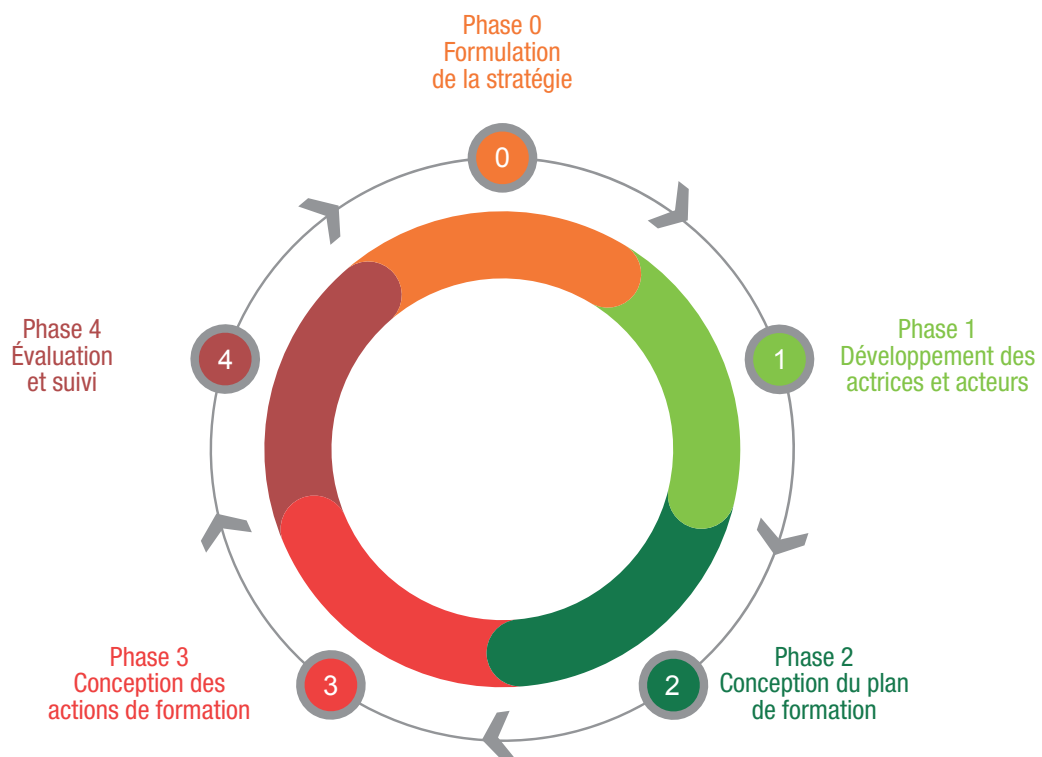 Phase 0
Formulation
de la stratégie
0
Phase 4
Évaluation
et suivi
4
1
Phase 1
Développement des
actrices et acteurs
Phase 3
Conception des
actions de formation
3
2
Phase 2
Conception du plan
de formation